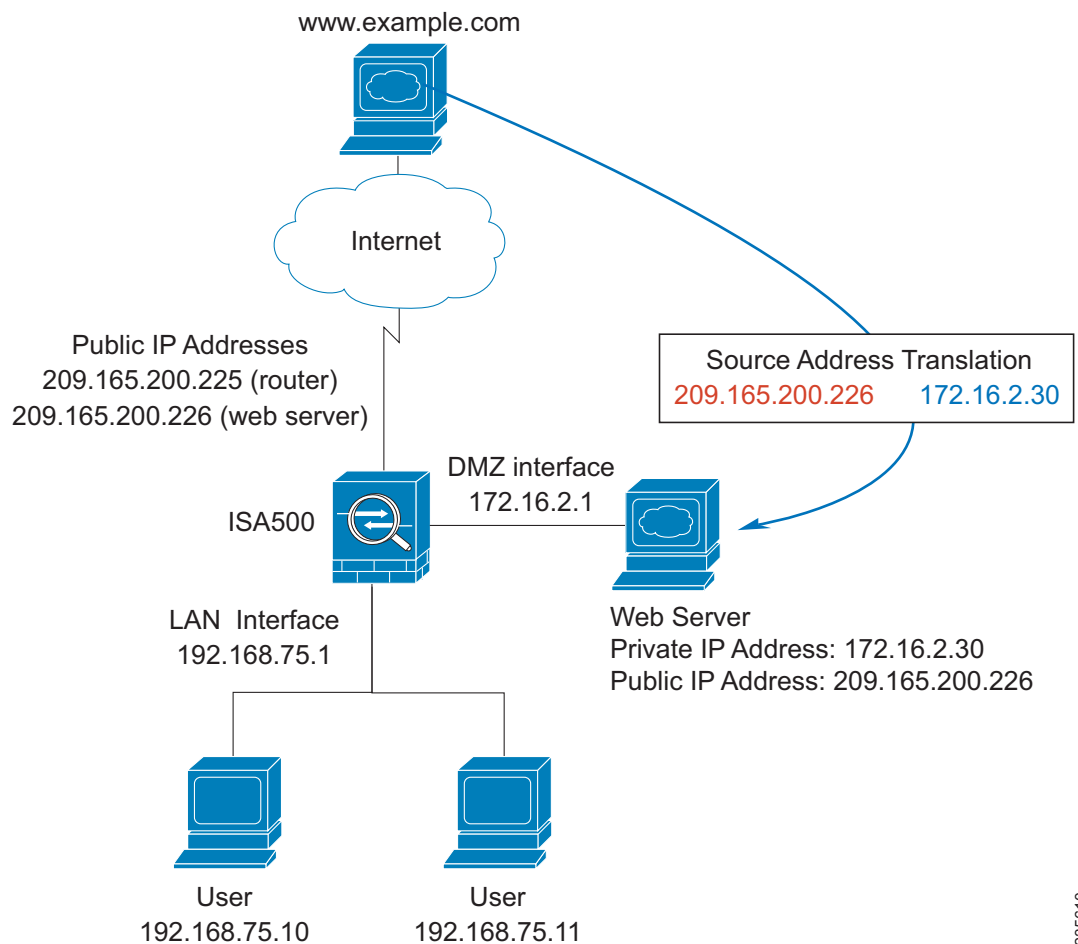 www.example.com
Internet
Public IP Addresses
209.165.200.225 (router)
209.165.200.226 (web server)
Source Address Translation
209.165.200.226 172.16.2.30
DMZ interface
172.16.2.1
ISA500
LAN Interface
192.168.75.1
Web Server
Private IP Address: 172.16.2.30
Public IP Address: 209.165.200.226
User
192.168.75.10
User
192.168.75.11